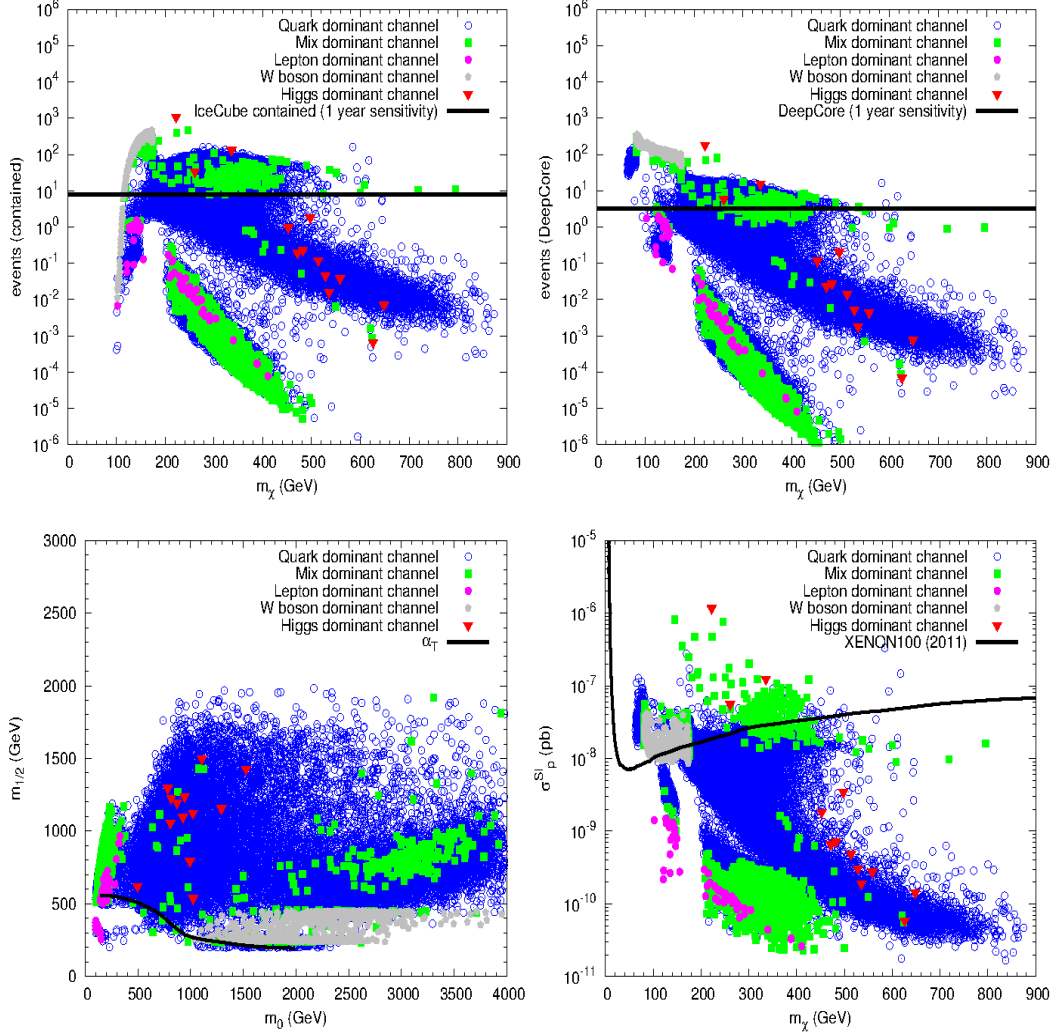 events (contained)
10^6
10^5
10^4
10^3
10^2
10^1
10^0
10^-1
10^-2
10^-3
10^-4
10^-5
10^-6
Quark dominant channel
Mix dominant channel
Lepton dominant channel
W boson dominant channel
Higgs dominant channel
IceCube contained (1 year sensitivity)
0 100 200 300 400 500 600 700 800 900
m_χ (GeV)
events (DeepCore)
10^6
10^5
10^4
10^3
10^2
10^1
10^0
10^-1
10^-2
10^-3
10^-4
10^-5
10^-6
Quark dominant channel
Mix dominant channel
Lepton dominant channel
W boson dominant channel
Higgs dominant channel
DeepCore (1 year sensitivity)
0 100 200 300 400 500 600 700 800 900
m_χ (GeV)
m_1/2 (GeV)
3000
2500
2000
1500
1000
500
0
Quark dominant channel
Mix dominant channel
Lepton dominant channel
W boson dominant channel
Higgs dominant channel
α_T
0 500 1000 1500 2000 2500 3000 3500 4000
m_0 (GeV)
σ^SI_p (pb)
10^-5
10^-6
10^-7
10^-8
10^-9
10^-10
10^-11
Quark dominant channel
Mix dominant channel
Lepton dominant channel
W boson dominant channel
Higgs dominant channel
XENON100 (2011)
0 100 200 300 400 500 600 700 800 900
m_χ (GeV)